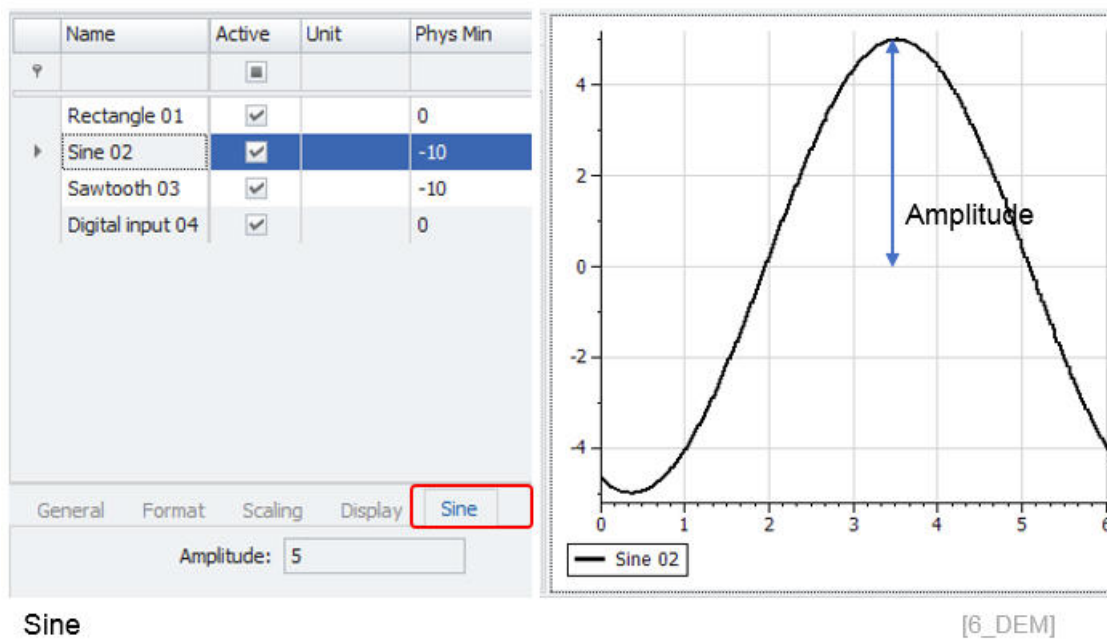 Name Active Unit Phys Min
Rectangle 01 0
Sine 02 -10
Sawtooth 03 -10
Digital input 04 0
General Format Scaling Display Sine
Amplitude: 5
4
2
0
-2
-4
Amplitude
0 1 2 3 4 5 6
Sine 02
Sine
[6_DEM]